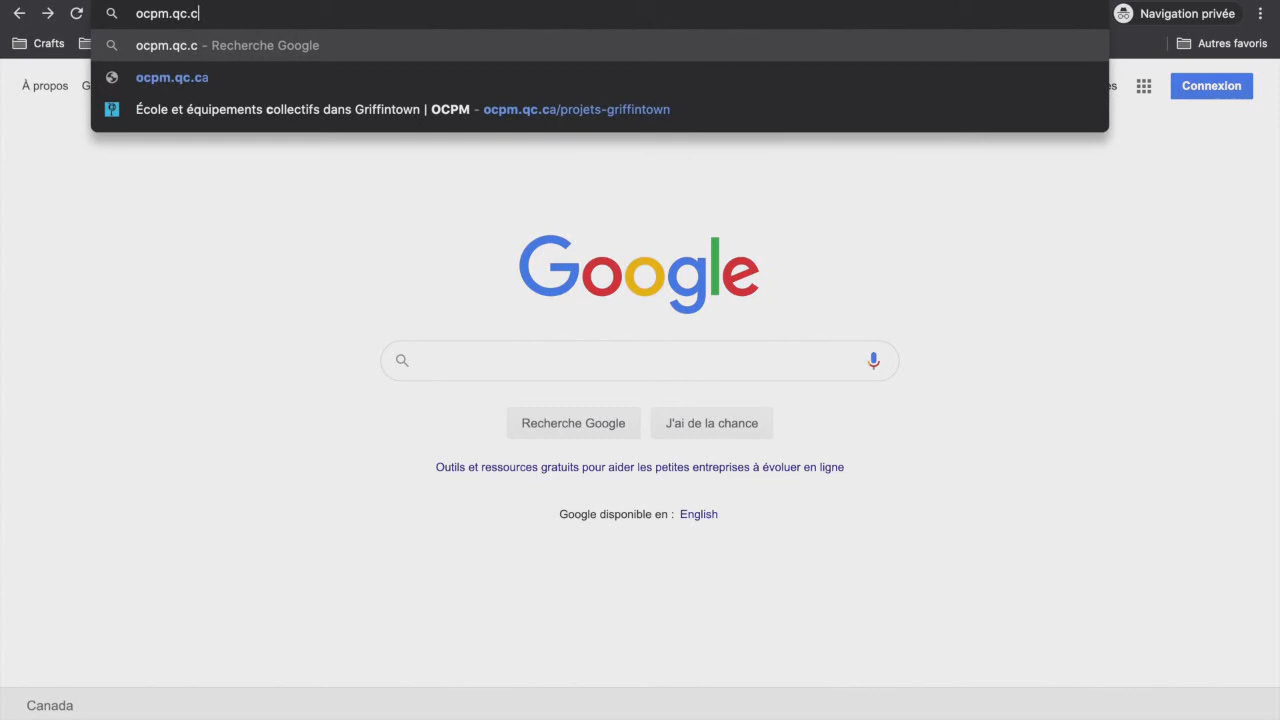 ocpm.qc.c
Navigation privée
Crafts
ocpm.qc.c - Recherche Google
Autres favoris
ocpm.qc.ca
À propos
G
es
Connexion
École et équipements collectifs dans Griffintown | OCPM - ocpm.qc.ca/projets-griffintown
Google
Recherche Google
J'ai de la chance
Outils et ressources gratuits pour aider les petites entreprises à évoluer en ligne
Google disponible en : English
Canada